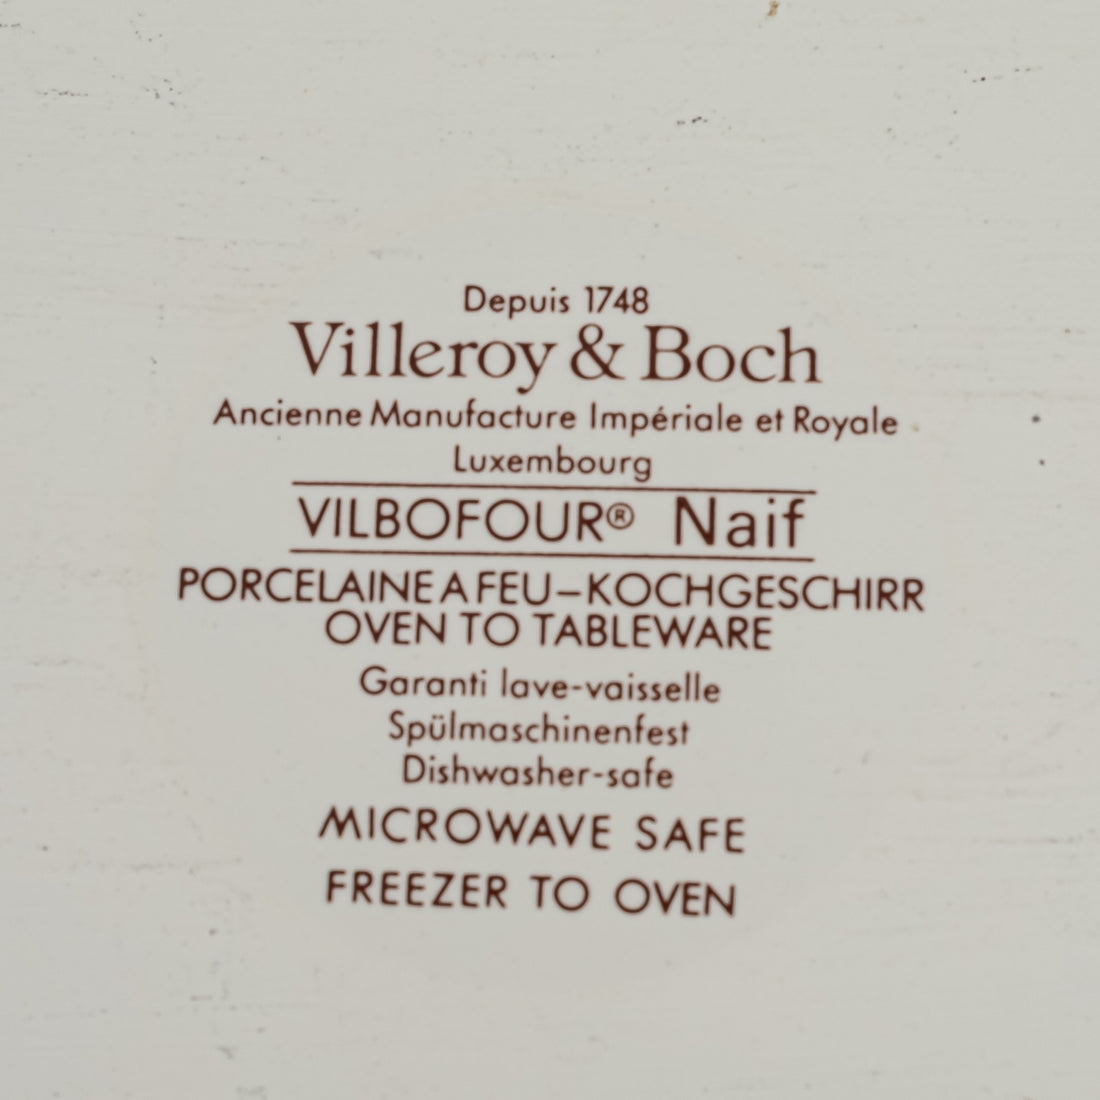 Depuis 1748
Villeroy & Boch
Ancienne Manufacture Impériale et Royale
Luxembourg
VILBOFOUR® Naif
PORCELAINE A FEU–KOCHGESCHIRR
OVEN TO TABLEWARE
Garanti lave-vaisselle
Spülmaschinenfest
Dishwasher-safe
MICROWAVE SAFE
FREEZER TO OVEN